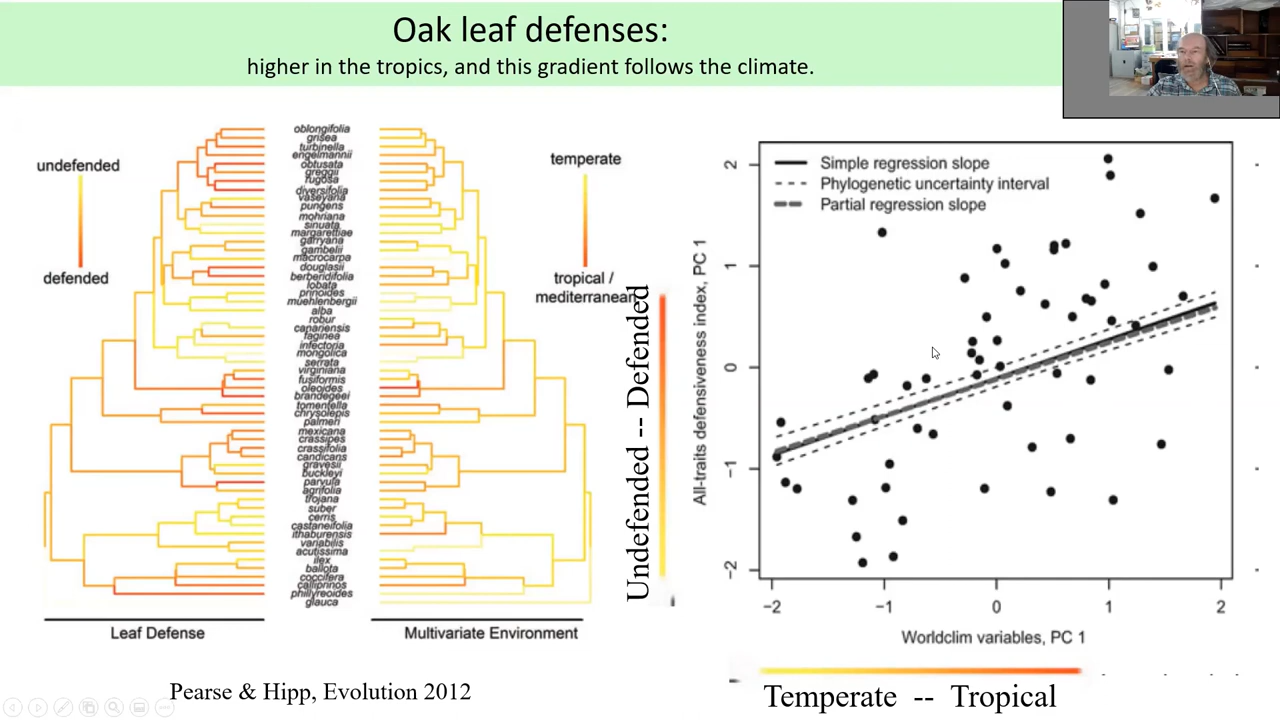 Oak leaf defenses:
higher in the tropics, and this gradient follows the climate.
undefended
defended
oblongifolia
grisea
turbinella
engelmannii
obtusata
greggii
rugosa
diversifolia
vaseyana
pungens
mohriana
sinuata
margarettiae
garryana
gambelii
macrocarpa
douglasii
berberidifolia
lobata
prinoides
muehlenbergii
alba
robur
canariensis
faginea
infectoria
mongolica
serrata
virginiana
fusiformis
oleoides
brandegeei
tomentella
chrysolepis
palmeri
mexicana
crassipes
crassifolia
candicans
gravesii
buckleyi
parvula
agrifolia
trojana
suber
cerris
castaneifolia
ithaburensis
variabilis
acutissima
ilex
ballota
coccifera
calliprinos
phillyreoides
glauca
temperate
tropical /
mediterranean
Leaf Defense
Multivariate Environment
Pearse & Hipp, Evolution 2012
Undefended -- Defended
All-traits defensiveness index, PC 1
2
1
0
−1
−2
Simple regression slope
Phylogenetic uncertainty interval
Partial regression slope
−2 −1 0 1 2
Worldclim variables, PC 1
Temperate -- Tropical